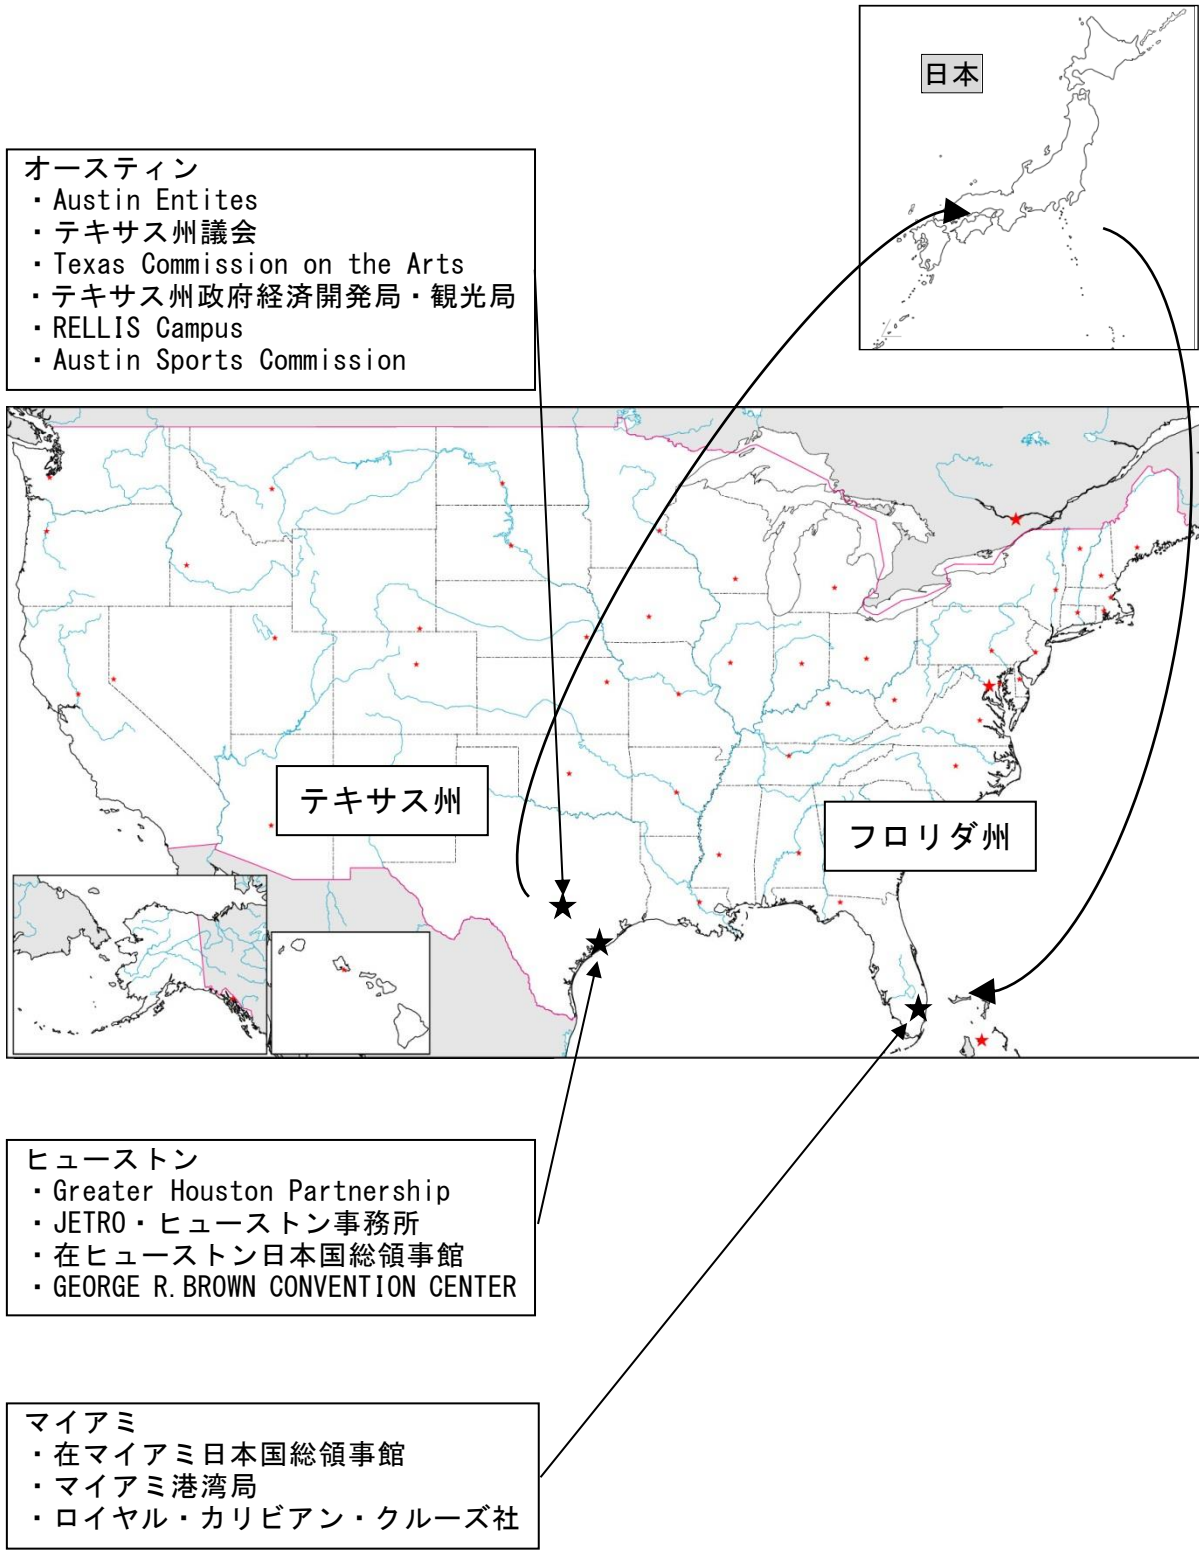 日本
オースティン
・Austin Entites
・テキサス州議会
・Texas Commission on the Arts
・テキサス州政府経済開発局・観光局
・RELLIS Campus
・Austin Sports Commission
テキサス州
フロリダ州
ヒューストン
・Greater Houston Partnership
・JETRO・ヒューストン事務所
・在ヒューストン日本国総領事館
・GEORGE R.BROWN CONVENTION CENTER
マイアミ
・在マイアミ日本国総領事館
・マイアミ港湾局
・ロイヤル・カリビアン・クルーズ社